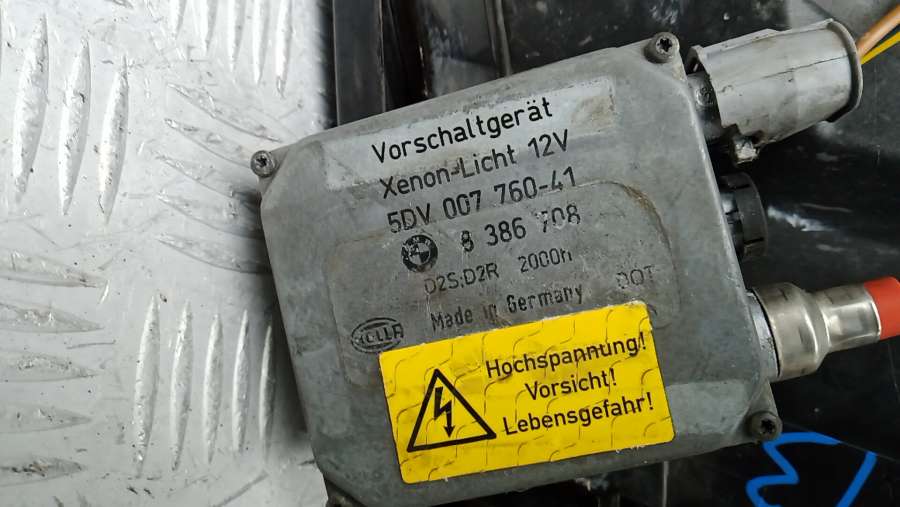 Vorschaltgerät
Xenon-Licht 12V
5DV 007 760-41
8 386 708
D2S;D2R 2000h
Made in Germany DOT
HELLA
Hochspannung!
Vorsicht!
Lebensgefahr!